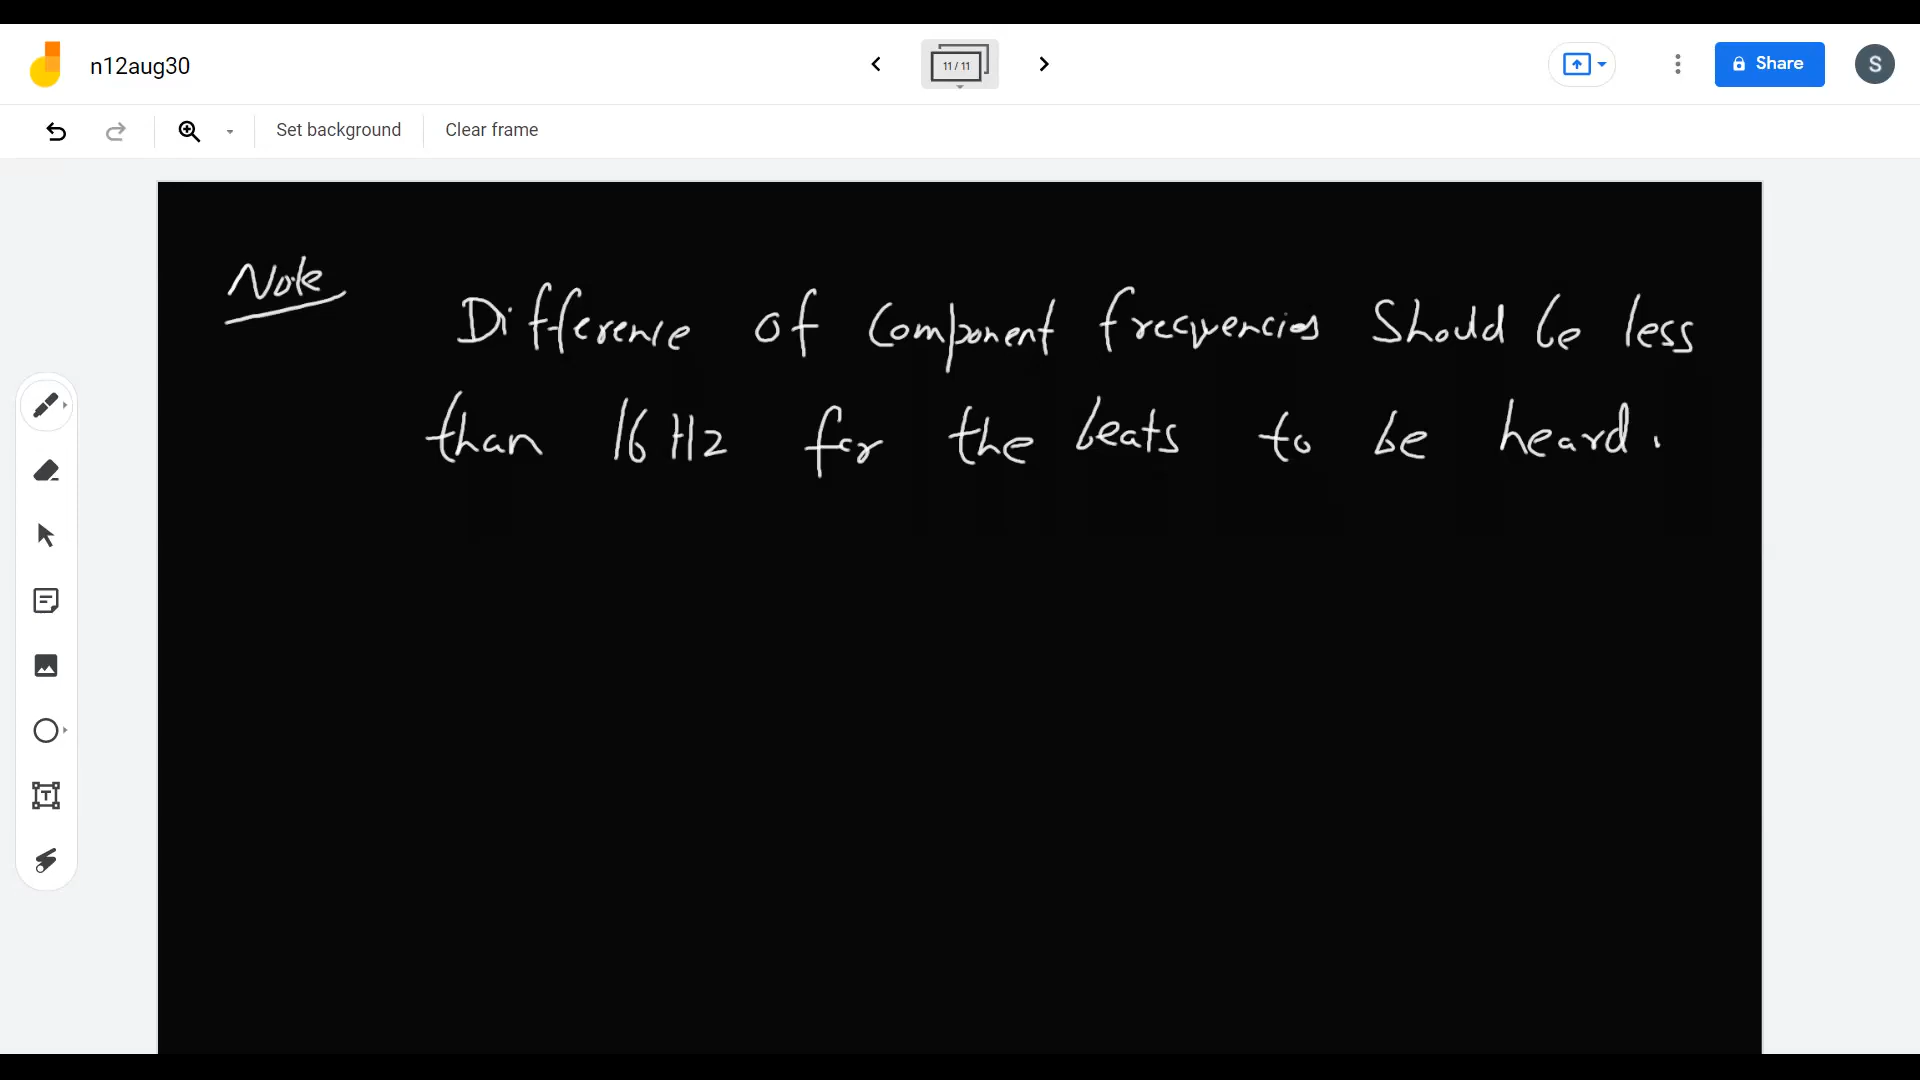 n12aug30
11 / 11
Share
S
Set background
Clear frame
Note
Difference of Component frequencies Should be less
than 16 Hz for the beats to be heard.